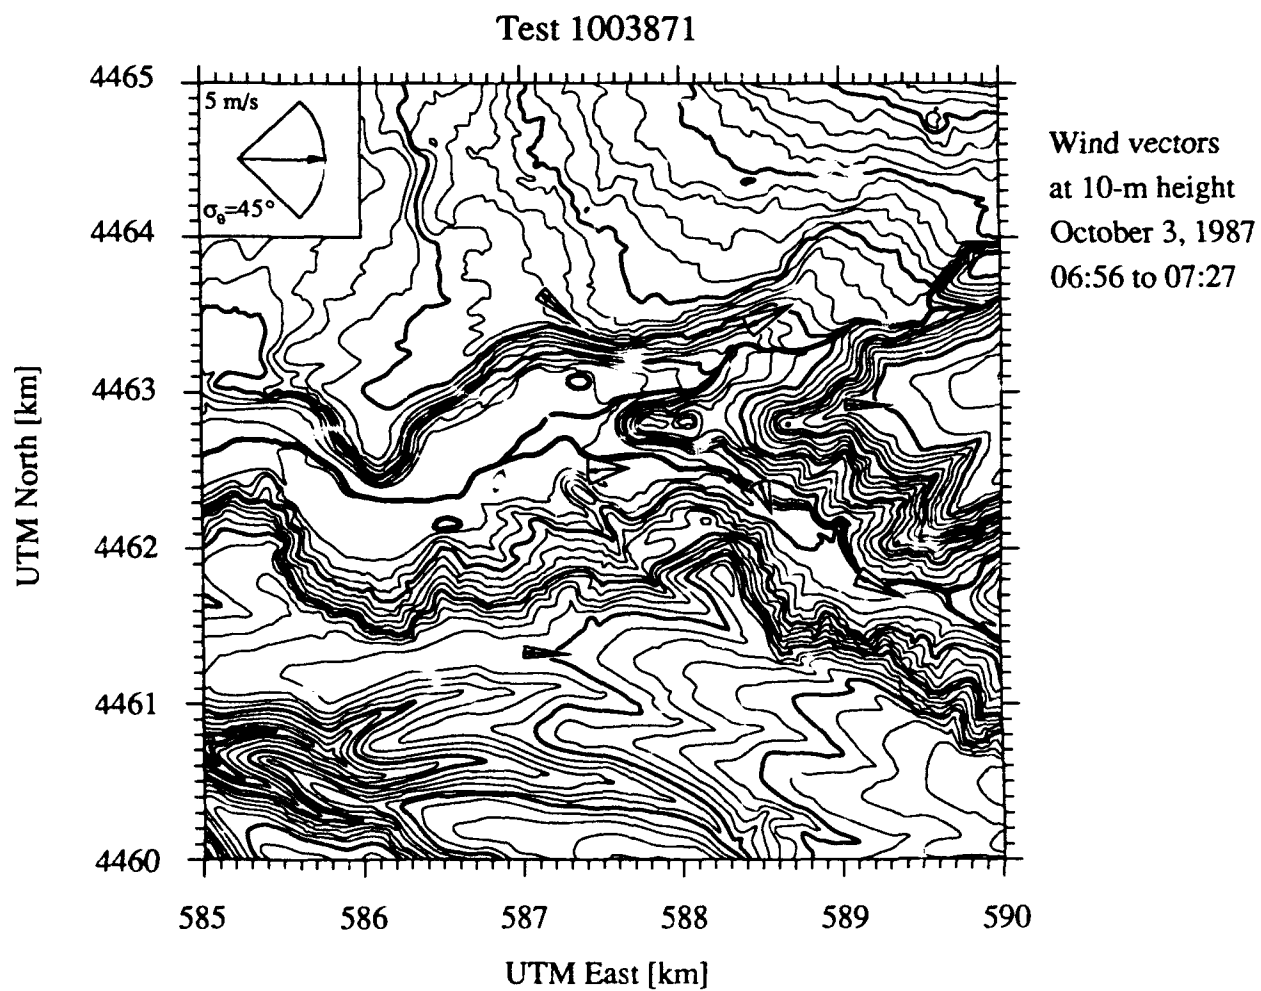 Test 1003871
4465
4464
4463
4462
4461
4460
UTM North [km]
5 m/s
σθ=45°
Wind vectors
at 10-m height
October 3, 1987
06:56 to 07:27
585 586 587 588 589 590
UTM East [km]